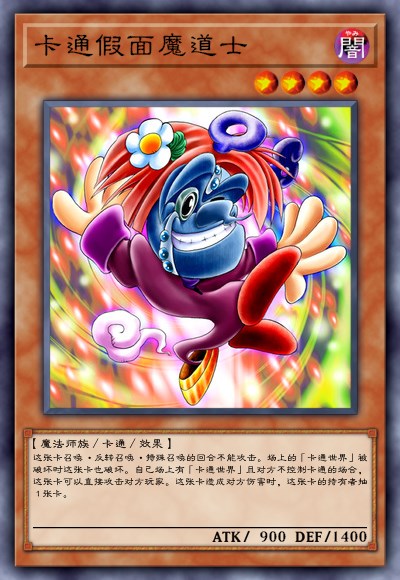 卡通假面魔道士
やみ
闇
【魔法师族／卡通／效果】
这张卡召唤·反转召唤·特殊召唤的回合不能攻击。场上的「卡通世界」被
破坏时这张卡也破坏。自己场上有「卡通世界」且对方不控制卡通的场合，
这张卡可以直接攻击对方玩家。这张卡造成对方伤害时，这张卡的持有者抽
１张卡。
ATK/ 900 DEF/1400